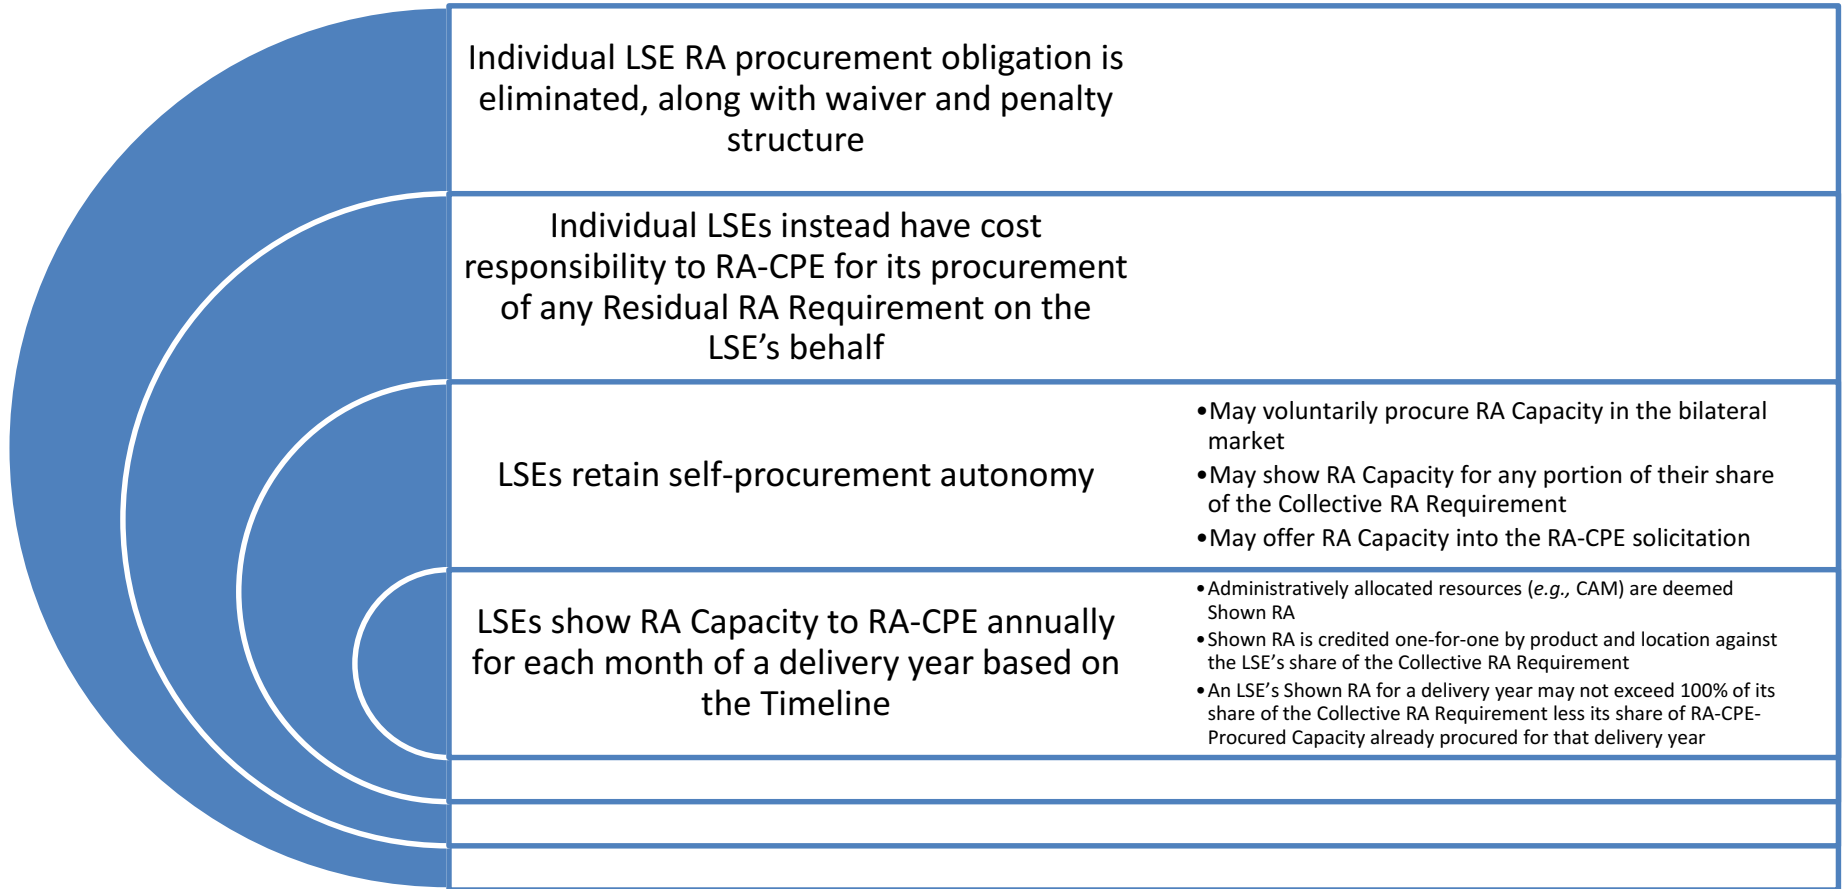 Individual LSE RA procurement obligation is
eliminated, along with waiver and penalty
structure
Individual LSEs instead have cost
responsibility to RA-CPE for its procurement
of any Residual RA Requirement on the
LSE’s behalf
LSEs retain self-procurement autonomy
•May voluntarily procure RA Capacity in the bilateral
market
•May show RA Capacity for any portion of their share
of the Collective RA Requirement
•May offer RA Capacity into the RA-CPE solicitation
LSEs show RA Capacity to RA-CPE annually
for each month of a delivery year based on
the Timeline
•Administratively allocated resources (e.g., CAM) are deemed
Shown RA
•Shown RA is credited one-for-one by product and location against
the LSE’s share of the Collective RA Requirement
•An LSE’s Shown RA for a delivery year may not exceed 100% of its
share of the Collective RA Requirement less its share of RA-CPE-
Procured Capacity already procured for that delivery year